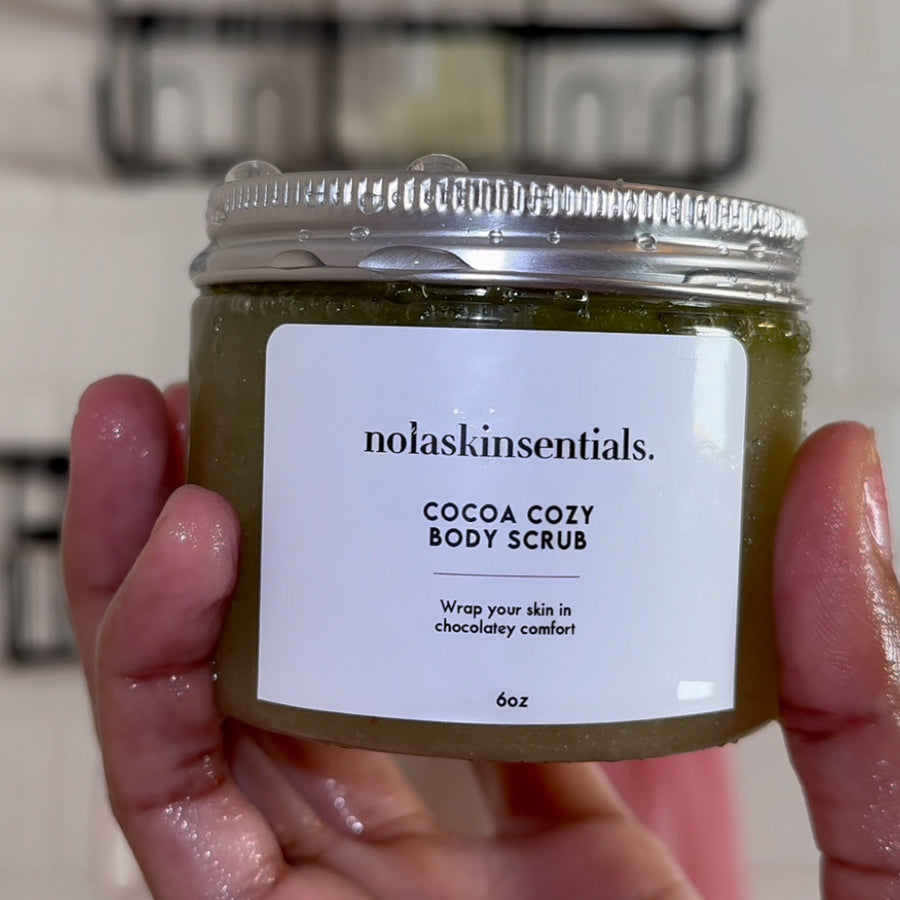 nolaskinsentials.
COCOA COZY
BODY SCRUB
Wrap your skin in
chocolatey comfort
6oz